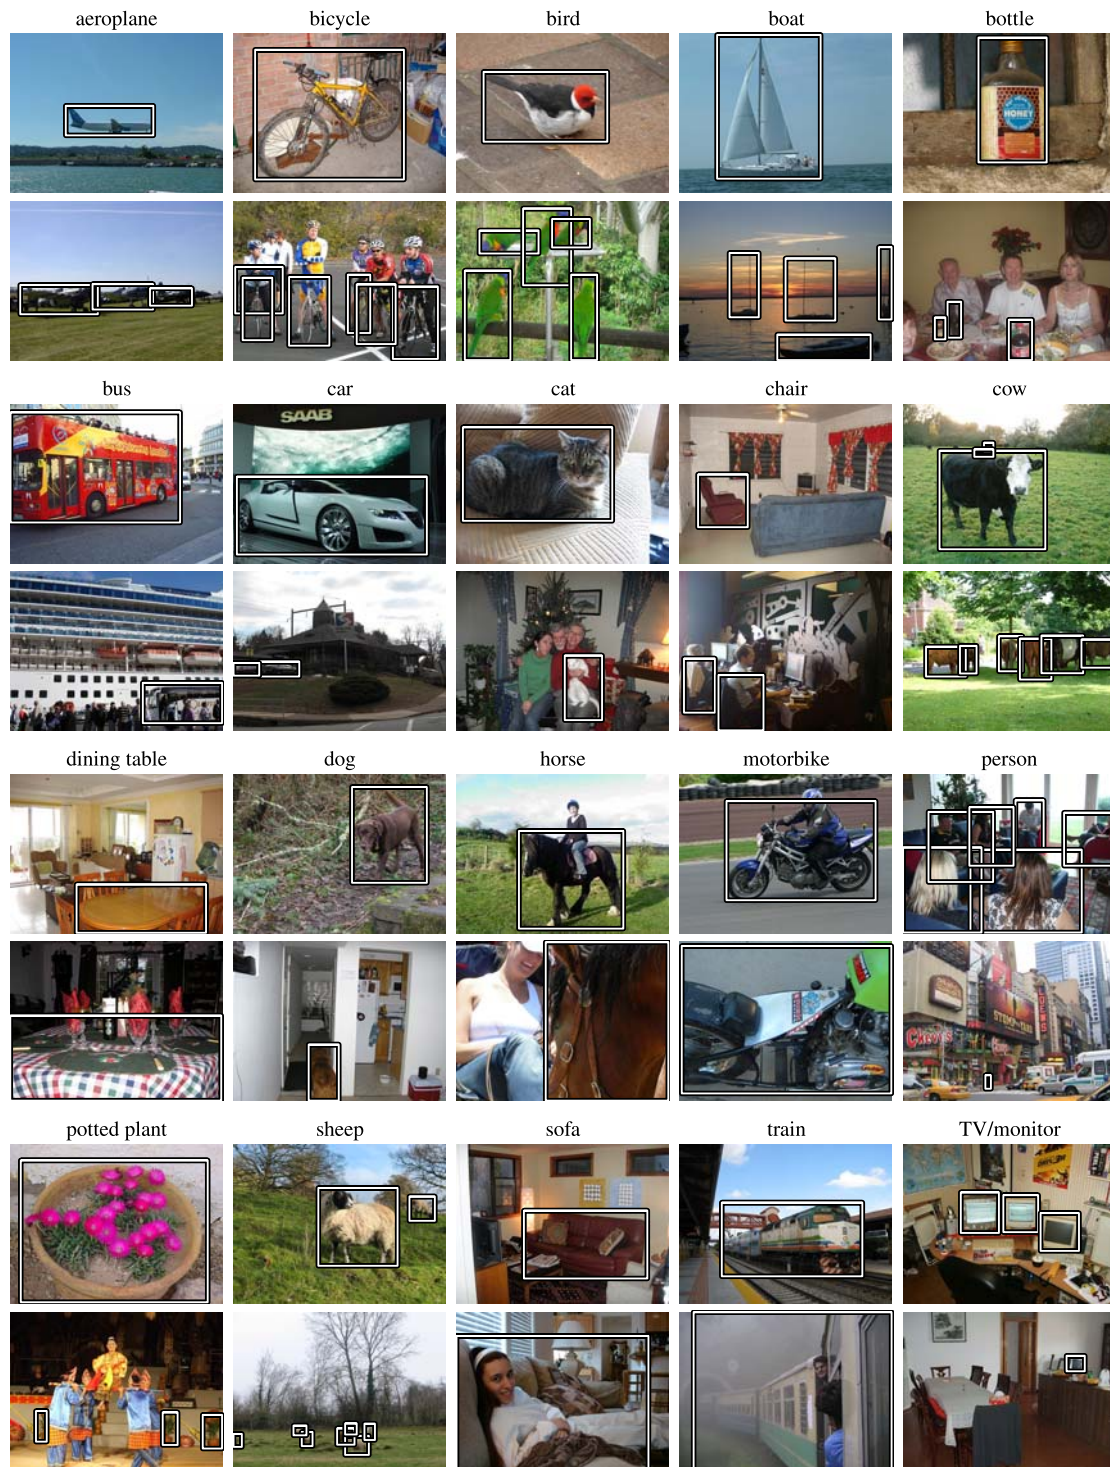 aeroplane
bicycle
bird
boat
bottle
HONEY
bus
car
cat
chair
cow
SAAB
dining table
dog
horse
motorbike
person
potted plant
sheep
sofa
train
TV/monitor